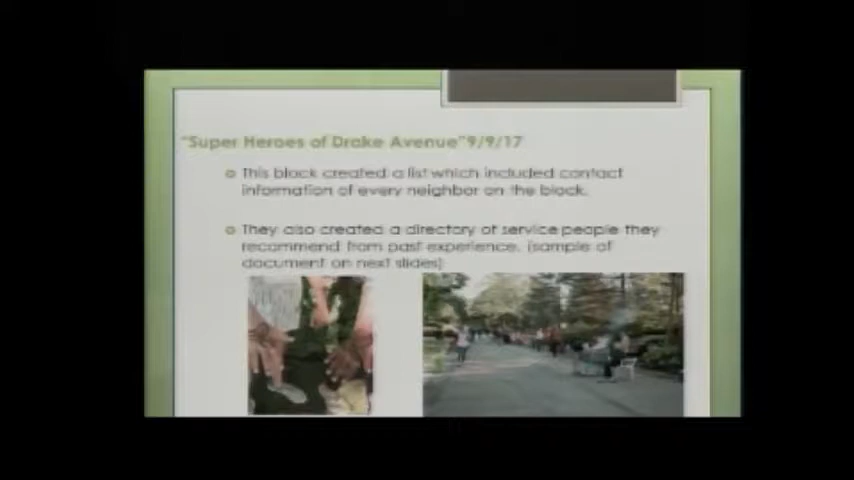 "Super Heroes of Drake Avenue"9/9/17
This block created a list which included contact
information of every neighbor on the block.
They also created a directory of service people they
recommend from past experience. (sample of
document on next slides)